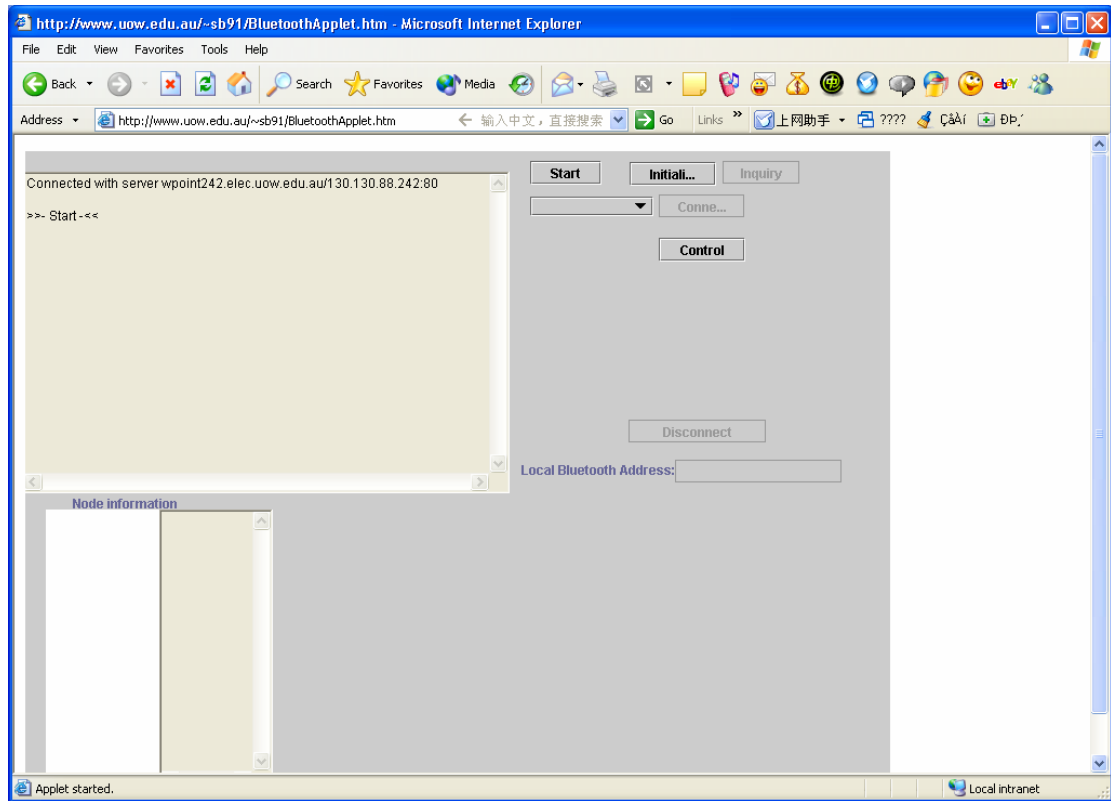 http://www.uow.edu.au/~sb91/BluetoothApplet.htm - Microsoft Internet Explorer
File Edit View Favorites Tools Help
Back Search Favorites Media ebY
Address http://www.uow.edu.au/~sb91/BluetoothApplet.htm 输入中文，直接搜索 Go Links » 上网助手 ???? ÇåÀí ÐÞ¸´
Connected with server wpoint242.elec.uow.edu.au/130.130.88.242:80
>>- Start -<<
Start Initiali... Inquiry
Conne...
Control
Disconnect
Local Bluetooth Address:
Node information
Applet started. Local intranet